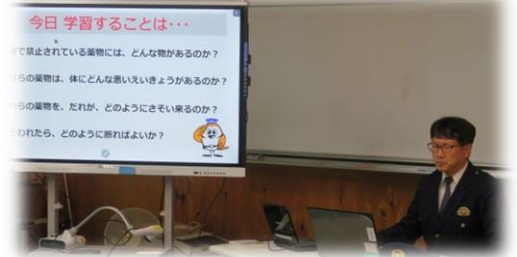 今日 学習することは・・・
で禁止されている薬物には、どんな物があるのか？
らの薬物は、体にどんな悪いえいきょうがあるのか？
らの薬物を、だれが、どのようにさそい来るのか？
われたら、どのように断ればよいか？